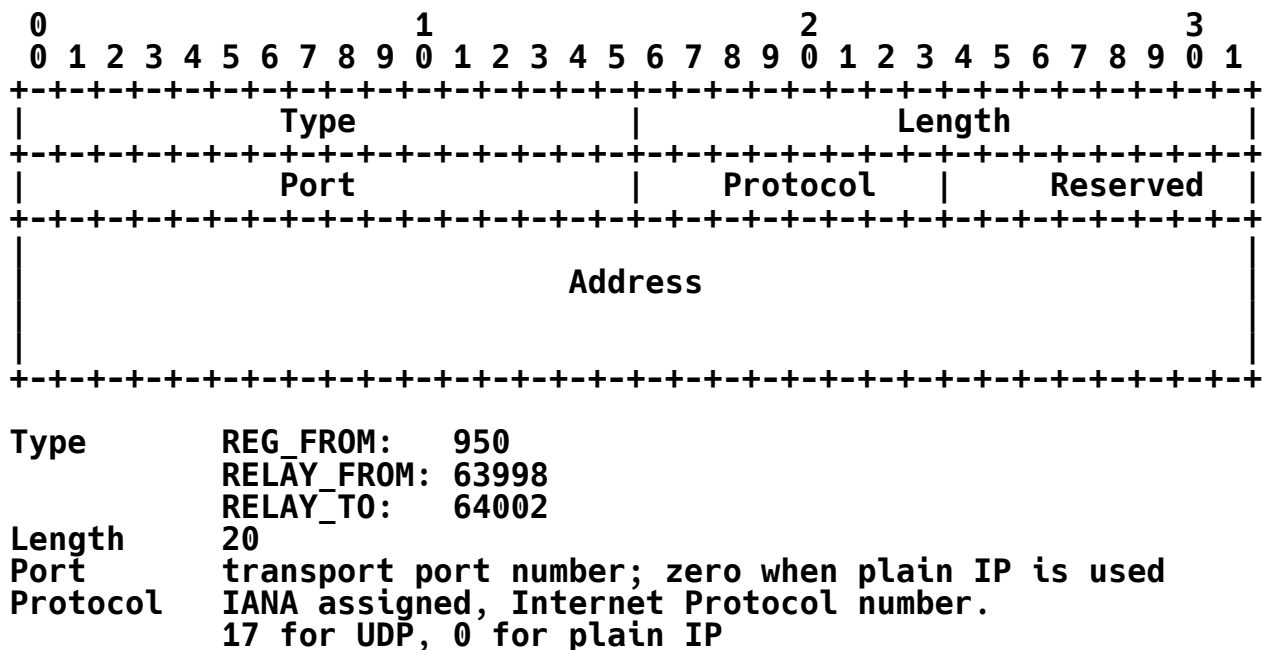 0                   1                   2                   3
 0 1 2 3 4 5 6 7 8 9 0 1 2 3 4 5 6 7 8 9 0 1 2 3 4 5 6 7 8 9 0 1
+-+-+-+-+-+-+-+-+-+-+-+-+-+-+-+-+-+-+-+-+-+-+-+-+-+-+-+-+-+-+-+-+
|             Type              |             Length            |
+-+-+-+-+-+-+-+-+-+-+-+-+-+-+-+-+-+-+-+-+-+-+-+-+-+-+-+-+-+-+-+-+
|             Port              |    Protocol   |     Reserved  |
+-+-+-+-+-+-+-+-+-+-+-+-+-+-+-+-+-+-+-+-+-+-+-+-+-+-+-+-+-+-+-+-+
|                                                               |
|                            Address                            |
|                                                               |
|                                                               |
+-+-+-+-+-+-+-+-+-+-+-+-+-+-+-+-+-+-+-+-+-+-+-+-+-+-+-+-+-+-+-+-+

Type       REG_FROM:   950
           RELAY_FROM: 63998
           RELAY_TO:   64002
Length     20
Port       transport port number; zero when plain IP is used
Protocol   IANA assigned, Internet Protocol number.
           17 for UDP, 0 for plain IP